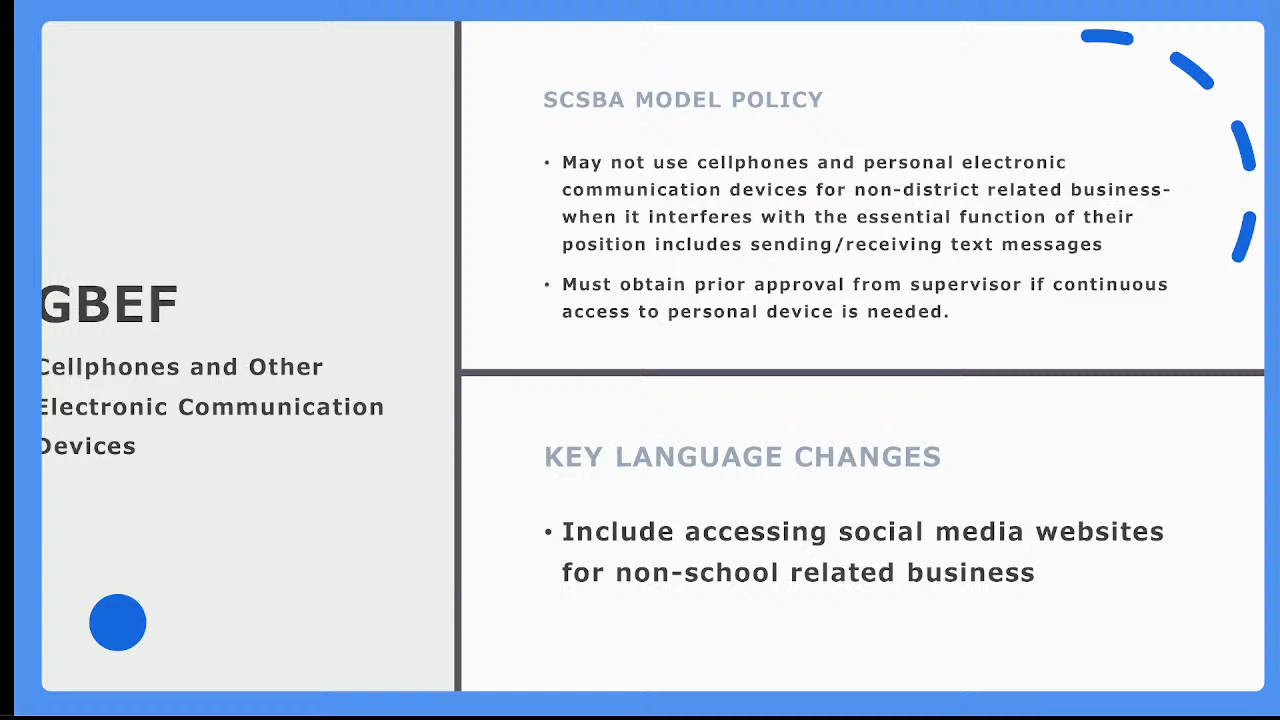 GBEF
Cellphones and Other
Electronic Communication
Devices
SCSBA MODEL POLICY
• May not use cellphones and personal electronic
communication devices for non-district related business-
when it interferes with the essential function of their
position includes sending/receiving text messages
• Must obtain prior approval from supervisor if continuous
access to personal device is needed.
KEY LANGUAGE CHANGES
• Include accessing social media websites
for non-school related business